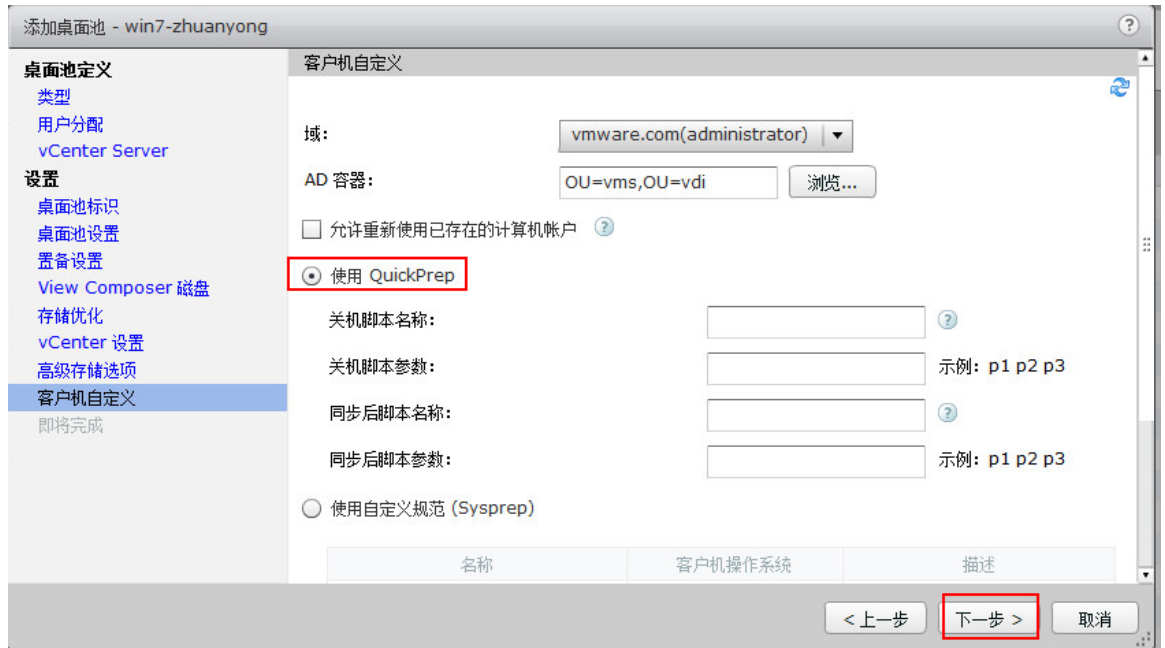 添加桌面池 - win7-zhuanyong
?
桌面池定义
类型
用户分配
vCenter Server
设置
桌面池标识
桌面池设置
置备设置
View Composer 磁盘
存储优化
vCenter 设置
高级存储选项
客户机自定义
即将完成
客户机自定义
域：
vmware.com(administrator)
AD 容器：
OU=vms,OU=vdi
浏览...
允许重新使用已存在的计算机帐户 ?
使用 QuickPrep
关机脚本名称：
?
关机脚本参数：
示例：p1 p2 p3
同步后脚本名称：
?
同步后脚本参数：
示例：p1 p2 p3
使用自定义规范 (Sysprep)
名称 客户机操作系统 描述
< 上一步 下一步 > 取消